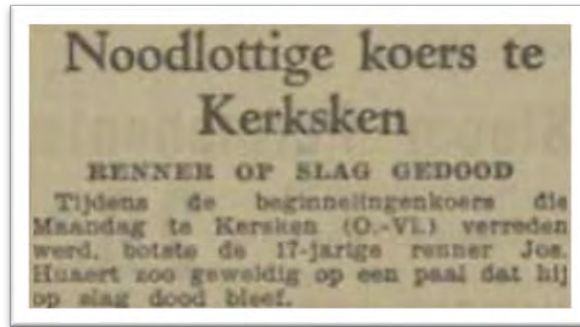 Noodlottige koers te
Kerksken
RENNER OP SLAG GEDOOD
Tijdens de beginnelingenkoers die
Maandag te Kersken (O.-Vl.) verreden
werd, botste de 17-jarige renner Jos.
Huaert zoo geweldig op een paal dat hij
op slag dood bleef.